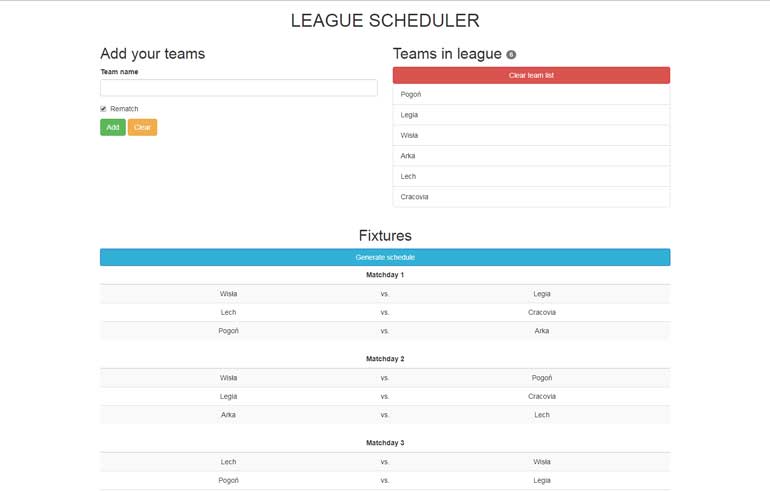 LEAGUE SCHEDULER
Add your teams
Team name
Rematch
Add Clear
Teams in league 6
Clear team list
Pogoń
Legia
Wisła
Arka
Lech
Cracovia
Fixtures
Generate schedule
Matchday 1
Wisła vs. Legia
Lech vs. Cracovia
Pogoń vs. Arka
Matchday 2
Wisła vs. Pogoń
Legia vs. Cracovia
Arka vs. Lech
Matchday 3
Lech vs. Wisła
Pogoń vs. Legia